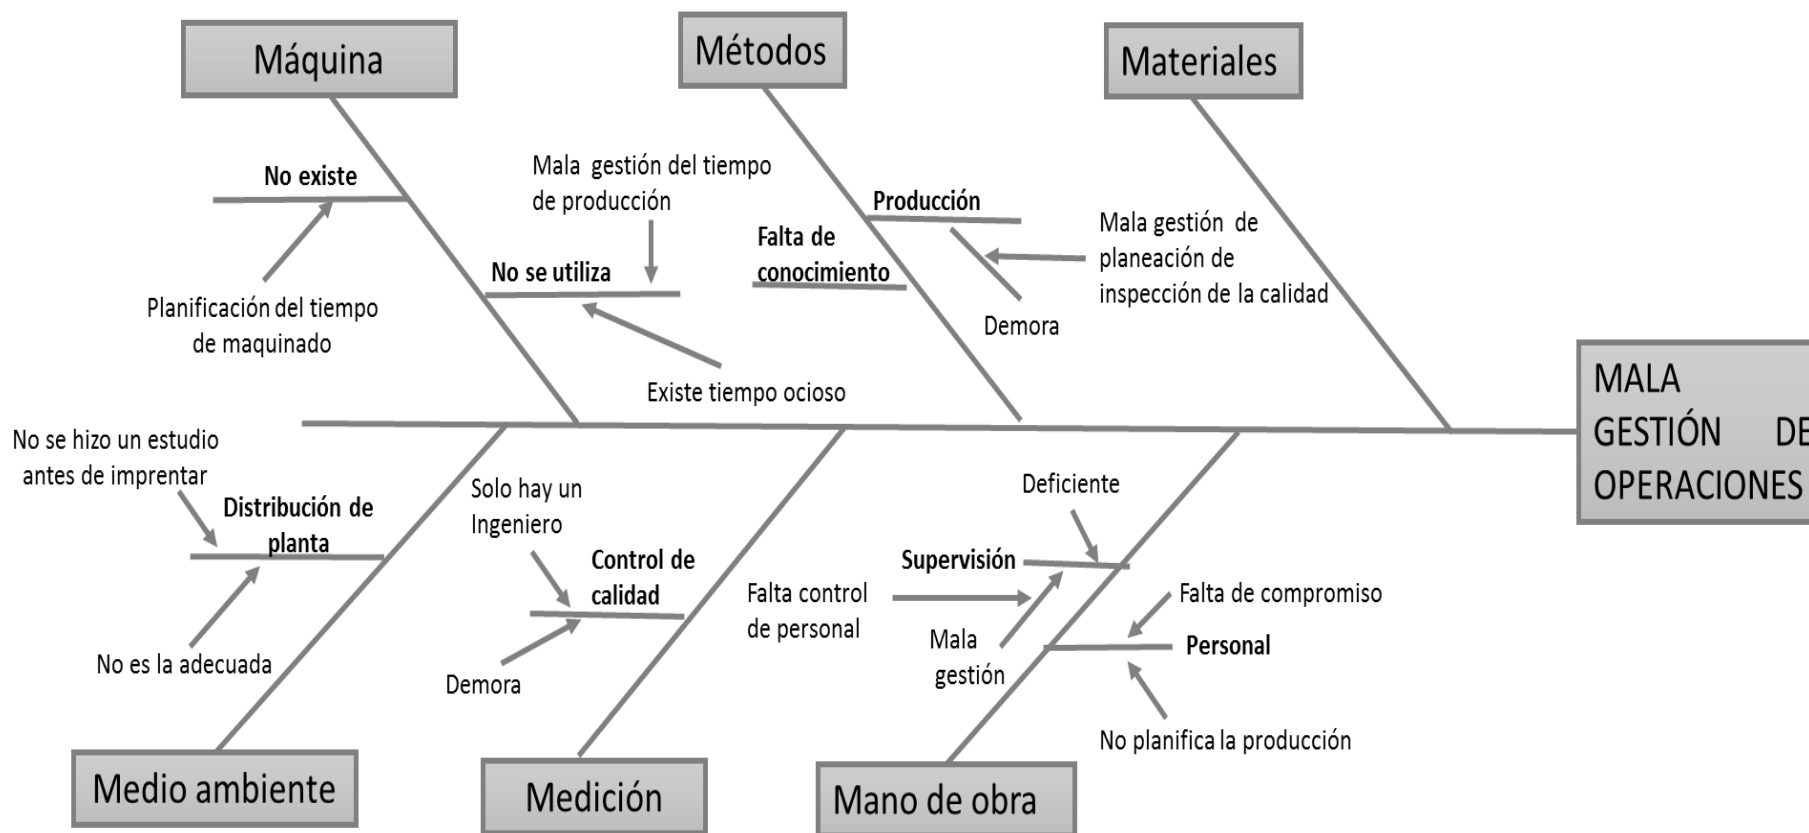 Máquina
Métodos
Materiales
No existe
Planificación del tiempo
de maquinado
Mala gestión del tiempo
de producción
No se utiliza
Existe tiempo ocioso
Falta de
conocimiento
Producción
Demora
Mala gestión de
planeación de
inspección de la calidad
MALA
GESTIÓN DE
OPERACIONES
No se hizo un estudio
antes de imprentar
Distribución de
planta
No es la adecuada
Solo hay un
Ingeniero
Control de
calidad
Demora
Deficiente
Supervisión
Falta control
de personal
Mala
gestión
Falta de compromiso
Personal
No planifica la producción
Medio ambiente
Medición
Mano de obra